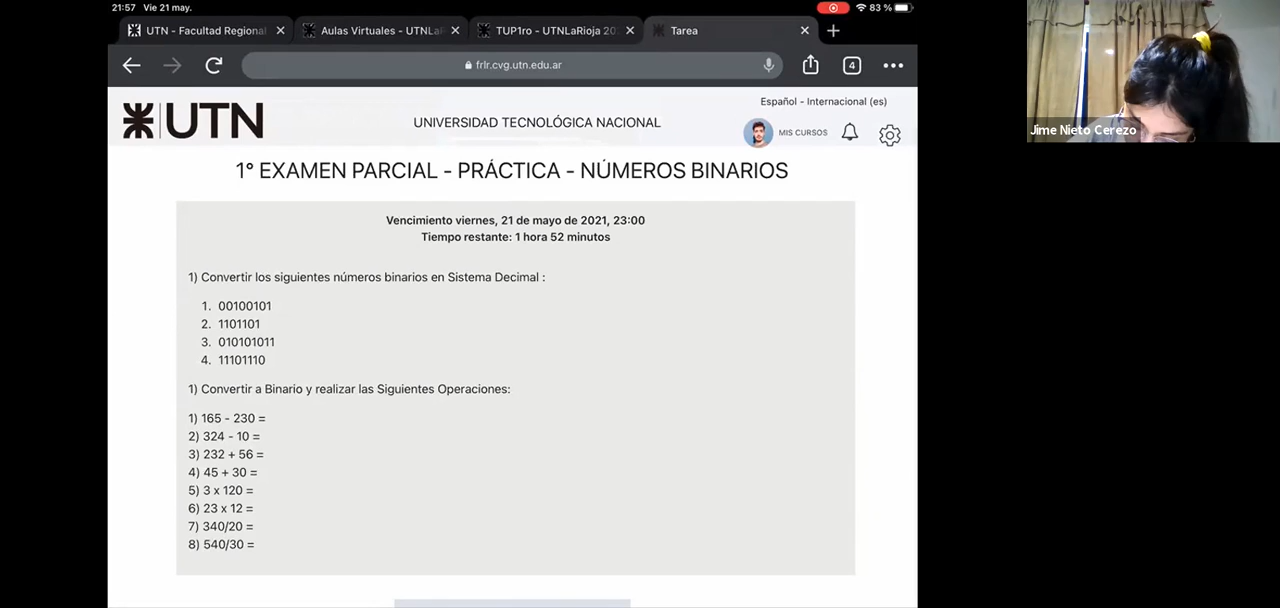 21:57 Vie 21 may.
83 %
UTN - Facultad Regional
Aulas Virtuales - UTNLaR
TUP1ro - UTNLaRioja 20
Tarea
frlr.cvg.utn.edu.ar
4
Español - Internacional (es)
UTN
UNIVERSIDAD TECNOLÓGICA NACIONAL
MIS CURSOS
Jime Nieto Cerezo
1° EXAMEN PARCIAL - PRÁCTICA - NÚMEROS BINARIOS
Vencimiento viernes, 21 de mayo de 2021, 23:00
Tiempo restante: 1 hora 52 minutos
1) Convertir los siguientes números binarios en Sistema Decimal :
1. 00100101
2. 1101101
3. 010101011
4. 11101110
1) Convertir a Binario y realizar las Siguientes Operaciones:
1) 165 - 230 =
2) 324 - 10 =
3) 232 + 56 =
4) 45 + 30 =
5) 3 x 120 =
6) 23 x 12 =
7) 340/20 =
8) 540/30 =